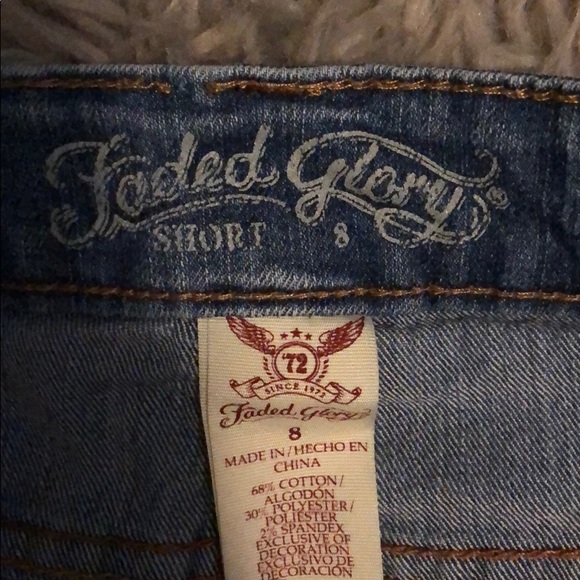 Faded Glory®
SHORT 8
'72
SINCE 1972
Faded Glory®
8
MADE IN/HECHO EN
CHINA
68% COTTON/
ALGODÓN
30% POLYESTER/
POLIÉSTER
2% SPANDEX
EXCLUSIVE OF
DECORATION
EXCLUSIVO DE
DECORACIÓN